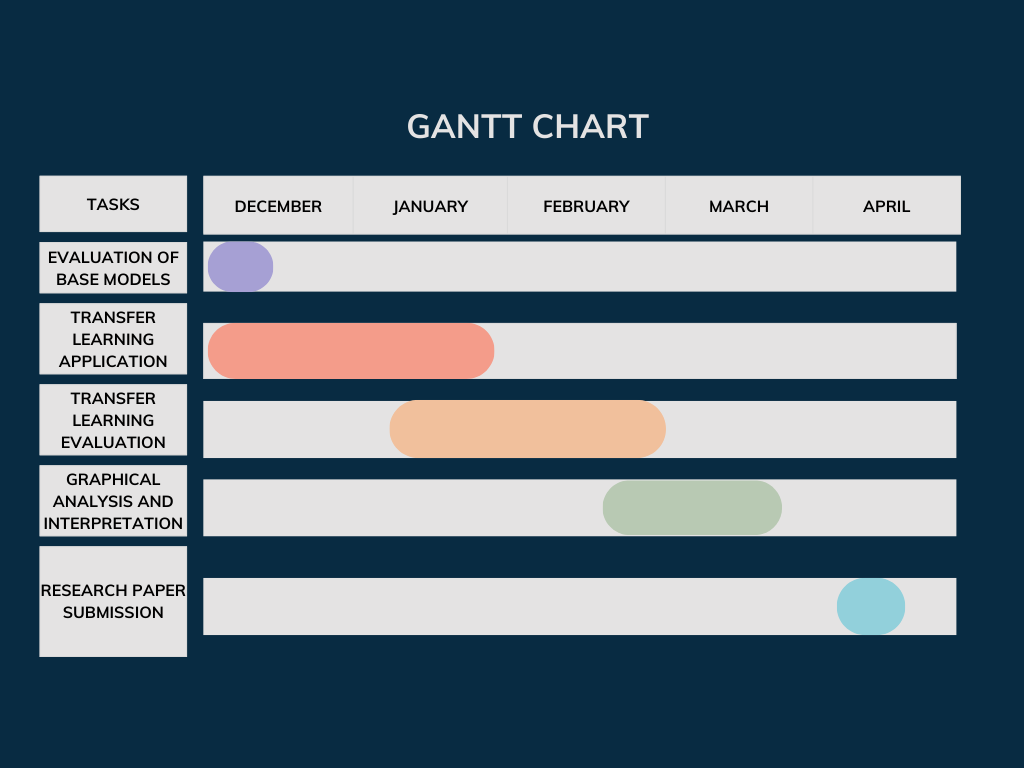 GANTT CHART
TASKS
DECEMBER
JANUARY
FEBRUARY
MARCH
APRIL
EVALUATION OF
BASE MODELS
TRANSFER
LEARNING
APPLICATION
TRANSFER
LEARNING
EVALUATION
GRAPHICAL
ANALYSIS AND
INTERPRETATION
RESEARCH PAPER
SUBMISSION